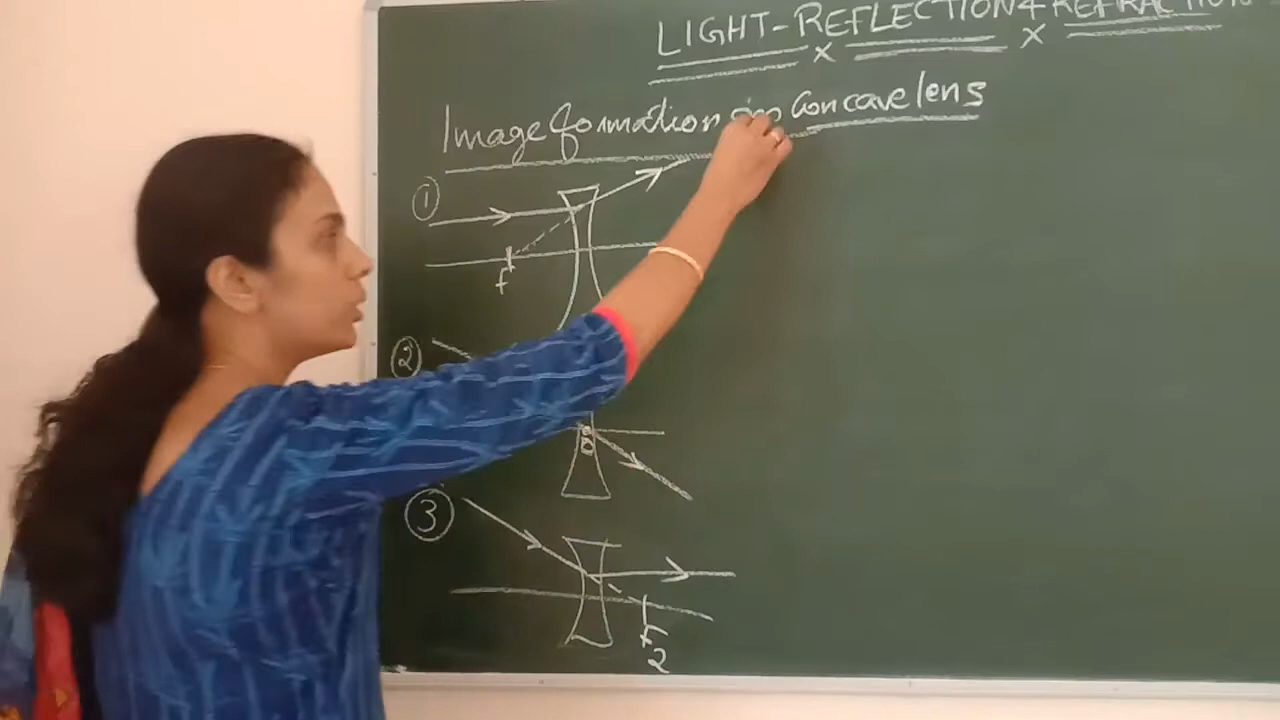 LIGHT-REFLECTION & REFRACTION
Image formation in Concave lens
1
F
2
O
3
F2